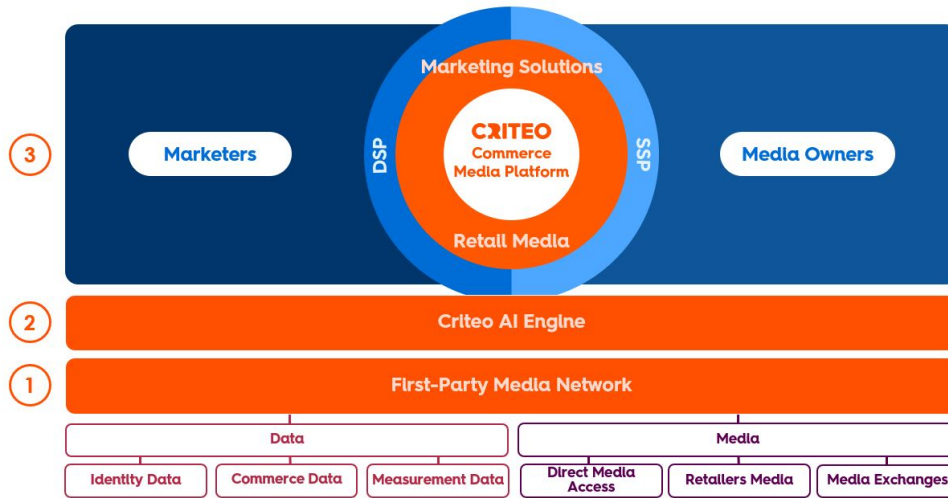 Marketing Solutions
CRITEO
Commerce
Media Platform
Retail Media
DSP
SSP
Marketers
Media Owners
3
2
Criteo AI Engine
1
First-Party Media Network
Data
Media
Identity Data
Commerce Data
Measurement Data
Direct Media
Access
Retailers Media
Media Exchanges